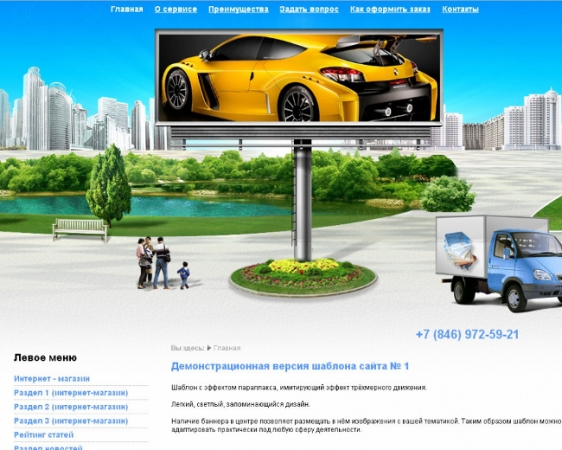 Главная О сервисе Преимущества Задать вопрос Как оформить заказ Контакты
+7 (846) 972-59-21
Вы здесь: Главная
Левое меню
Демонстрационная версия шаблона сайта № 1
Интернет - магазин
Раздел 1 (интернет-магазин)
Раздел 2 (интернет-магазин)
Раздел 3 (интернет-магазин)
Рейтинг статей
Раздел новостей
Шаблон с эффектом параллакса, имитирующий эффект трёхмерного движения.
Легкий, светлый, запоминающийся дизайн.
Наличие баннера в центре позволяет размещать в нём изображения с вашей тематикой. Таким образом шаблон можно
адаптировать практически под любую сферу деятельности.